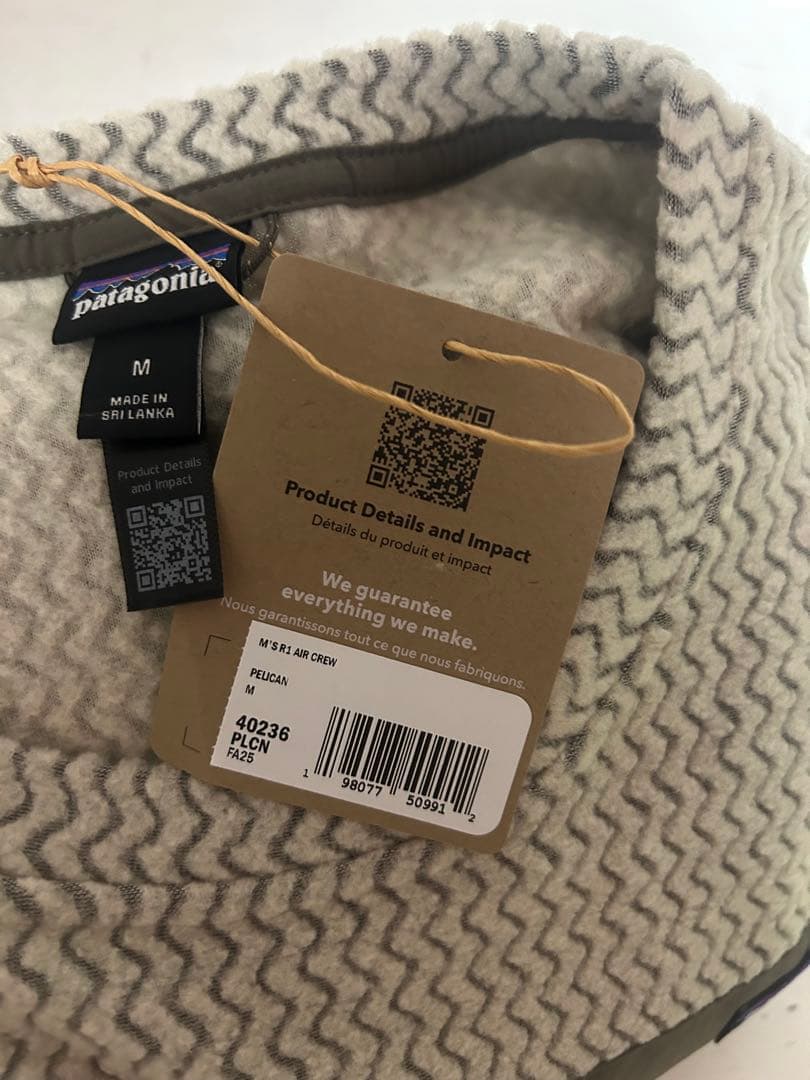 patagonia®
M
MADE IN
SRI LANKA
Product Details
and Impact
Product Details and Impact
Détails du produit et impact
We guarantee
everything we make.
Nous garantissons tout ce que nous fabriquons.
M'S R1 AIR CREW
PELICAN
M
40236
PLCN
FA25
1 98077 50991 2